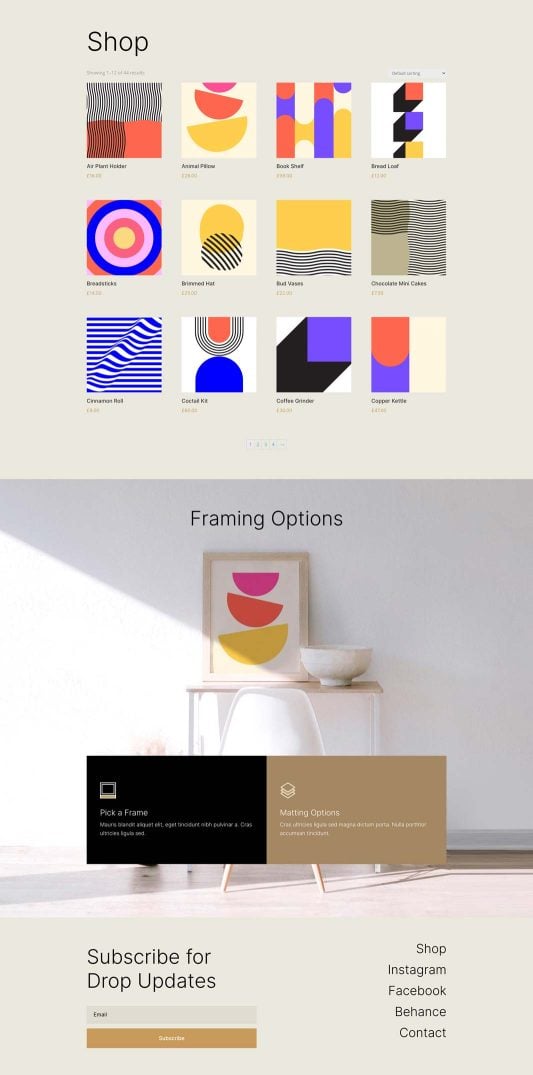 Shop
Showing 1–12 of 44 results
Default sorting
Air Plant Holder
£16.00
Animal Pillow
£28.00
Book Shelf
Bread Loaf
£12.00
Breadsticks
£14.00
Brimmed Hat
£25.00
Bud Vases
£22.00
Chocolate Mini Cakes
£7.00
Cinnamon Roll
£9.00
Coctail Kit
Coffee Grinder
£30.00
Copper Kettle
£47.00
1 2 3 4 →
Framing Options
Pick a Frame
Mauris blandit aliquet elit, eget tincidunt nibh pulvinar a. Cras
ultricies ligula sed.
Matting Options
Cras ultricies ligula sed magna dictum porta. Nulla porttitor
accumsan tincidunt.
Subscribe for
Drop Updates
Email
Subscribe
Shop
Instagram
Facebook
Behance
Contact